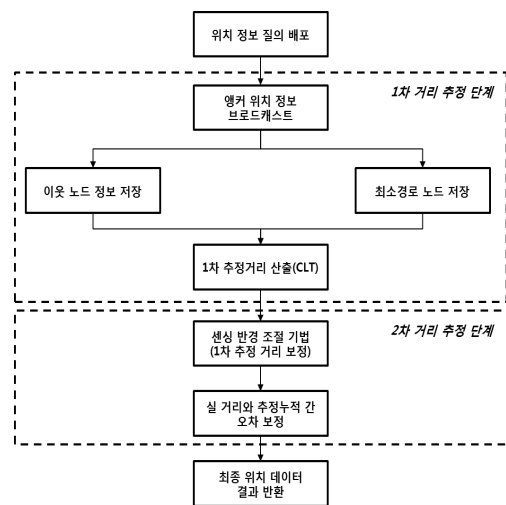 위치 정보 질의 배포
1차 거리 추정 단계
앵커 위치 정보
브로드캐스트
이웃 노드 정보 저장
최소경로 노드 저장
1차 추정거리 산출(CLT)
2차 거리 추정 단계
센싱 반경 조절 기법
(1차 추정 거리 보정)
실 거리와 추정누적 간
오차 보정
최종 위치 데이터
결과 반환